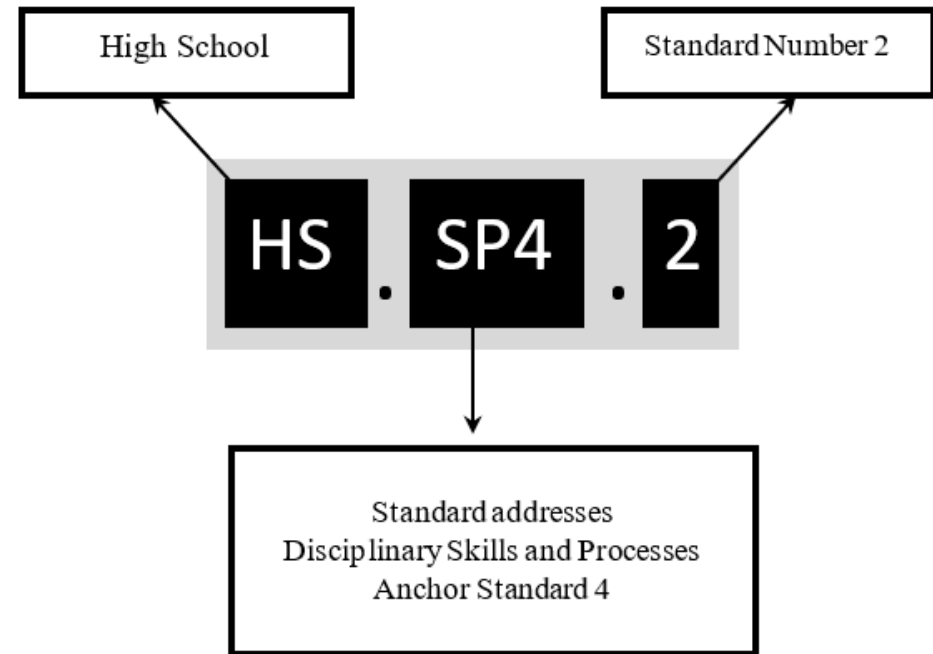 High School
Standard Number 2
HS . SP4 . 2
Standard addresses
Disciplinary Skills and Processes
Anchor Standard 4